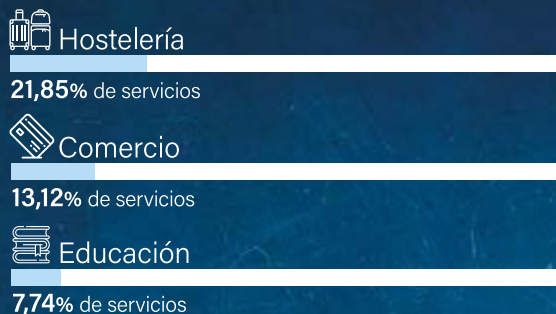 Hostelería
21,85% de servicios
Comercio
13,12% de servicios
Educación
7,74% de servicios